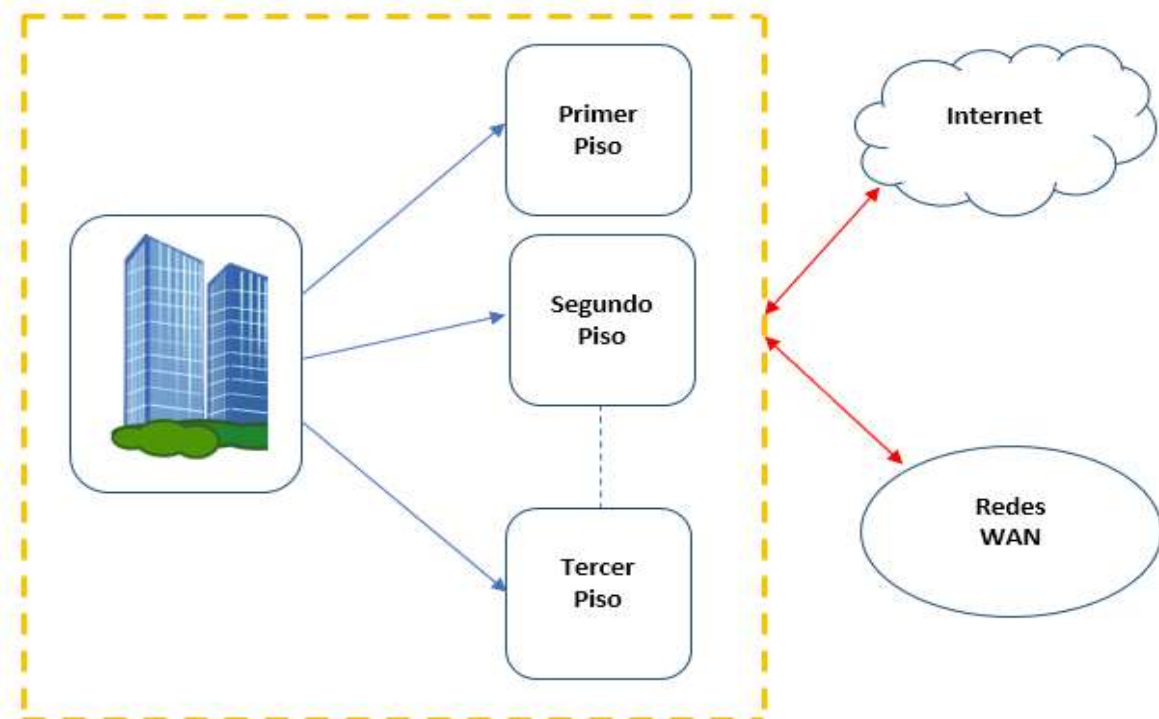 Primer
Piso
Internet
Segundo
Piso
Redes
WAN
Tercer
Piso